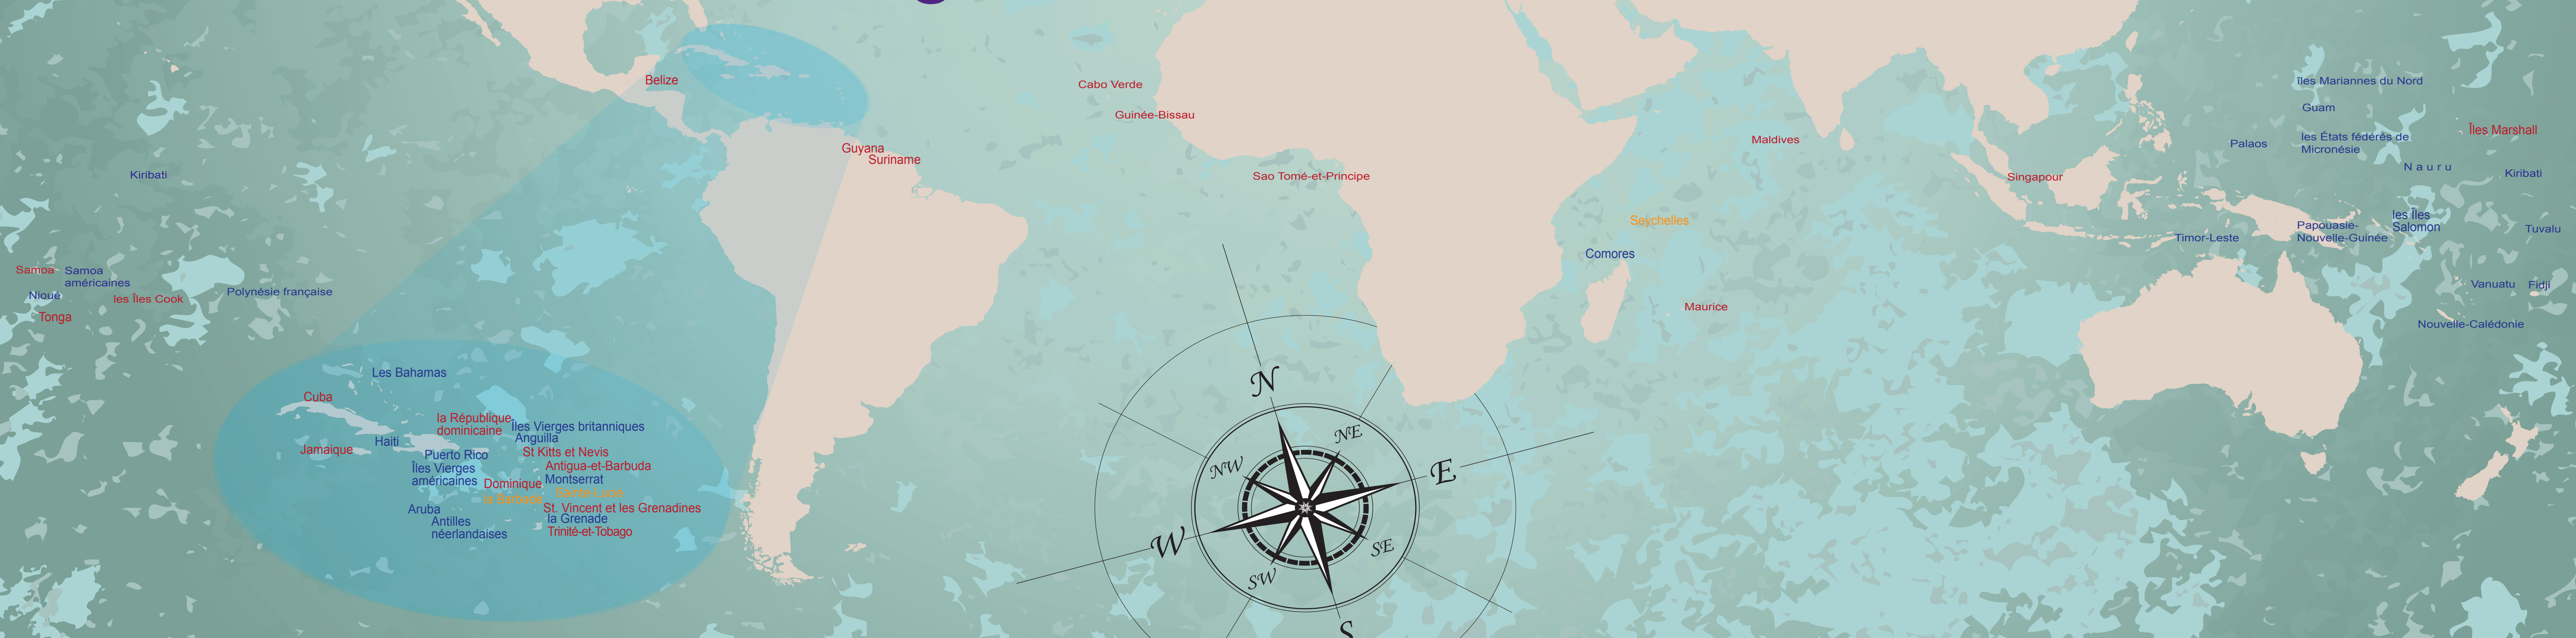 Belize
Cabo Verde
Guinée-Bissau
Guyana
Suriname
Sao Tomé-et-Principe
Maldives
Singapour
Seychelles
Comores
Maurice
îles Mariannes du Nord
Guam
les États fédérés de
Micronésie
Palaos
Îles Marshall
Nauru
Kiribati
les Îles
Salomon
Papouasie-
Nouvelle-Guinée
Timor-Leste
Tuvalu
Vanuatu
Fidji
Nouvelle-Calédonie
Kiribati
Samoa
Samoa
américaines
Nioué
les Îles Cook
Polynésie française
Tonga
Les Bahamas
Cuba
la République
dominicaine
Îles Vierges britanniques
Anguilla
Haiti
Jamaique
St Kitts et Nevis
Puerto Rico
Antigua-et-Barbuda
Îles Vierges
américaines
Montserrat
Dominique
Sainte-Lucie
la Barbude
St. Vincent et les Grenadines
Aruba
la Grenade
Antilles
néerlandaises
Trinité-et-Tobago
N
NE
E
SE
S
SW
W
NW